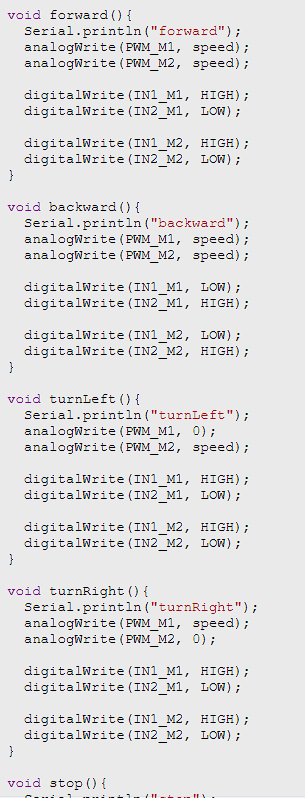 void forward(){
  Serial.println("forward");
  analogWrite(PWM_M1, speed);
  analogWrite(PWM_M2, speed);

  digitalWrite(IN1_M1, HIGH);
  digitalWrite(IN2_M1, LOW);

  digitalWrite(IN1_M2, HIGH);
  digitalWrite(IN2_M2, LOW);
}

void backward(){
  Serial.println("backward");
  analogWrite(PWM_M1, speed);
  analogWrite(PWM_M2, speed);

  digitalWrite(IN1_M1, LOW);
  digitalWrite(IN2_M1, HIGH);

  digitalWrite(IN1_M2, LOW);
  digitalWrite(IN2_M2, HIGH);
}

void turnLeft(){
  Serial.println("turnLeft");
  analogWrite(PWM_M1, 0);
  analogWrite(PWM_M2, speed);

  digitalWrite(IN1_M1, HIGH);
  digitalWrite(IN2_M1, LOW);

  digitalWrite(IN1_M2, HIGH);
  digitalWrite(IN2_M2, LOW);
}

void turnRight(){
  Serial.println("turnRight");
  analogWrite(PWM_M1, speed);
  analogWrite(PWM_M2, 0);

  digitalWrite(IN1_M1, HIGH);
  digitalWrite(IN2_M1, LOW);

  digitalWrite(IN1_M2, HIGH);
  digitalWrite(IN2_M2, LOW);
}

void stop(){